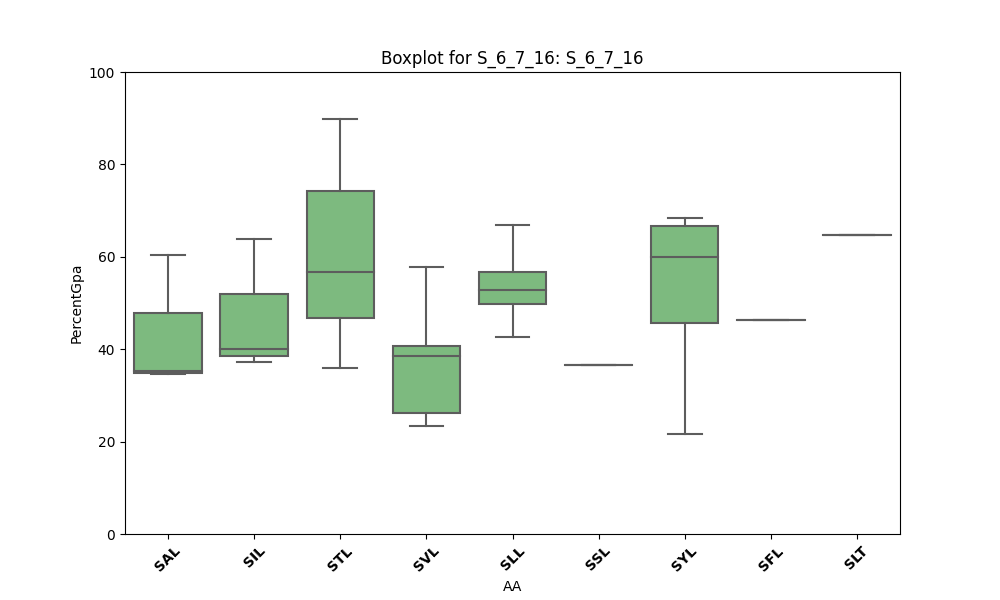 Boxplot for S_6_7_16: S_6_7_16
100
80
60
40
20
0
PercentGpa
SAL SIL STL SVL SLL SSL SYL SFL SLT
AA